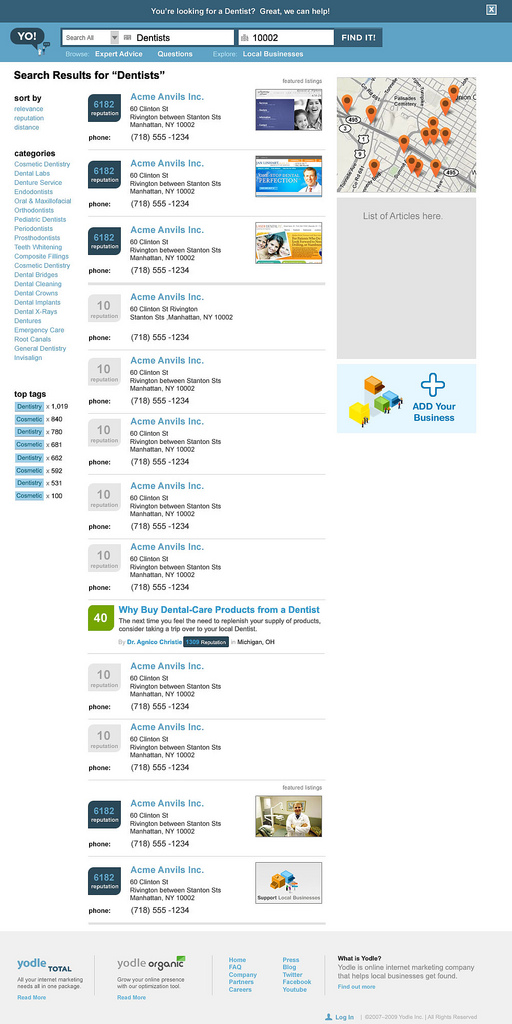 You're looking for a Dentist? Great, we can help!
X
YO!
Search All
Dentists
10002
FIND IT!
Browse: Expert Advice Questions Explore: Local Businesses
Search Results for “Dentists”
sort by
relevance
reputation
distance
categories
Cosmetic Dentistry
Dental Labs
Denture Service
Endodontists
Oral & Maxillofacial
Orthodontists
Pediatric Dentists
Periodontists
Prosthodontists
Teeth Whitening
Composite Fillings
Cosmetic Dentistry
Dental Bridges
Dental Cleaning
Dental Crowns
Dental Implants
Dental X-Rays
Dentures
Emergency Care
Root Canals
General Dentistry
Invisalign
top tags
Dentistry x 1,019
Cosmetic x 840
Dentistry x 780
Cosmetic x 681
Dentistry x 662
Cosmetic x 592
Dentistry x 531
Cosmetic x 100
featured listings
6182
reputation
Acme Anvils Inc.
60 Clinton St
Rivington between Stanton Sts
Manhattan, NY 10002
phone: (718) 555 -1234
6182
reputation
Acme Anvils Inc.
60 Clinton St
Rivington between Stanton Sts
Manhattan, NY 10002
phone: (718) 555 -1234
PERFECTION
6182
reputation
Acme Anvils Inc.
60 Clinton St
Rivington between Stanton Sts
Manhattan, NY 10002
phone: (718) 555 -1234
10
reputation
Acme Anvils Inc.
60 Clinton St Rivington
Stanton Sts ,Manhattan, NY 10002
phone: (718) 555 -1234
10
reputation
Acme Anvils Inc.
60 Clinton St
Rivington between Stanton Sts
Manhattan, NY 10002
phone: (718) 555 -1234
10
reputation
Acme Anvils Inc.
60 Clinton St
Rivington between Stanton Sts
Manhattan, NY 10002
phone: (718) 555 -1234
10
reputation
Acme Anvils Inc.
60 Clinton St
Rivington between Stanton Sts
Manhattan, NY 10002
phone: (718) 555 -1234
10
reputation
Acme Anvils Inc.
60 Clinton St
Rivington between Stanton Sts
Manhattan, NY 10002
phone: (718) 555 -1234
40
Why Buy Dental-Care Products from a Dentist
The next time you feel the need to replenish your supply of products,
consider taking a trip over to your local Dentist.
By Dr. Agnico Christie 1309 Reputation in Michigan, OH
10
reputation
Acme Anvils Inc.
60 Clinton St
Rivington between Stanton Sts
Manhattan, NY 10002
phone: (718) 555 -1234
10
reputation
Acme Anvils Inc.
60 Clinton St
Rivington between Stanton Sts
Manhattan, NY 10002
phone: (718) 555 -1234
featured listings
6182
reputation
Acme Anvils Inc.
60 Clinton St
Rivington between Stanton Sts
Manhattan, NY 10002
phone: (718) 555 -1234
6182
reputation
Acme Anvils Inc.
60 Clinton St
Rivington between Stanton Sts
Manhattan, NY 10002
phone: (718) 555 -1234
Support Local Businesses
Palisades
Cemetery
495
3
1
9
495
List of Articles here.
ADD Your
Business
yodle TOTAL
All your internet marketing
needs all in one package.
Read More
yodle organic
Grow your online presence
with our optimization tool.
Read More
Home
FAQ
Company
Partners
Careers
Press
Blog
Twitter
Facebook
Youtube
What is Yodle?
Yodle is online internet marketing company
that helps local businesses get found.
Find out more
Log In | ©2007–2009 Yodle Inc. | All Rights Reserved